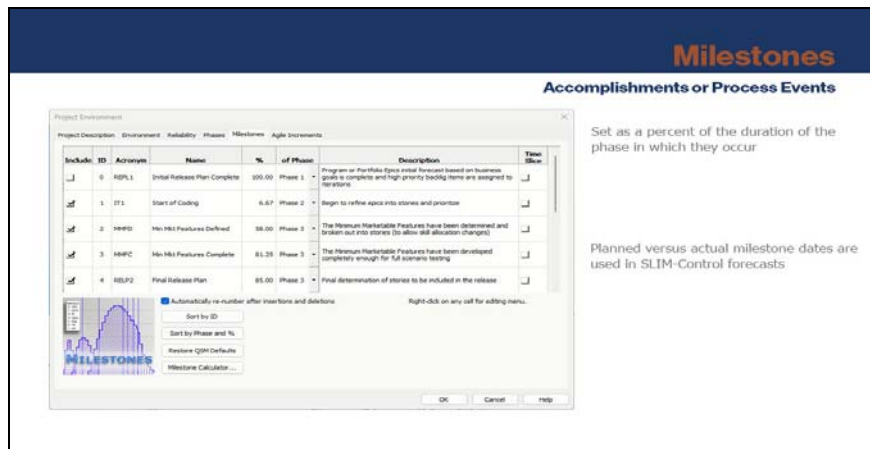 Milestones
Accomplishments or Process Events
Project Environment
Project Description Environment Reliability Phases Milestones Agile Increments
Include ID Acronym Name % of Phase Description Time Slice
0 REPL1 Initial Release Plan Complete 100.00 Phase 1 Program or Portfolio Epics initial forecast based on business
goals is complete and high priority backlg items are assigned to
iterations
1 IT1 Start of Coding 6.67 Phase 2 Begin to refine epics into stories and prioritize
2 MMFD Min Mkt Features Defined 58.00 Phase 3 The Minimum Marketable Features have been determined and
broken out into stories (to allow skill allocation changes)
3 MMFC Min Mkt Features Complete 81.25 Phase 3 The Minimum Marketable Features have been developed
completely enough for full scenario testing
4 RELP2 Final Release Plan 85.00 Phase 3 Final determination of stories to be included in the release
Automatically re-number after insertions and deletions
Right-click on any cell for editing menu.
Sort by ID
Sort by Phase and %
Restore QSM Defaults
Milestone Calculator ...
MILESTONES
OK Cancel Help
Set as a percent of the duration of the
phase in which they occur
Planned versus actual milestone dates are
used in SLIM-Control forecasts